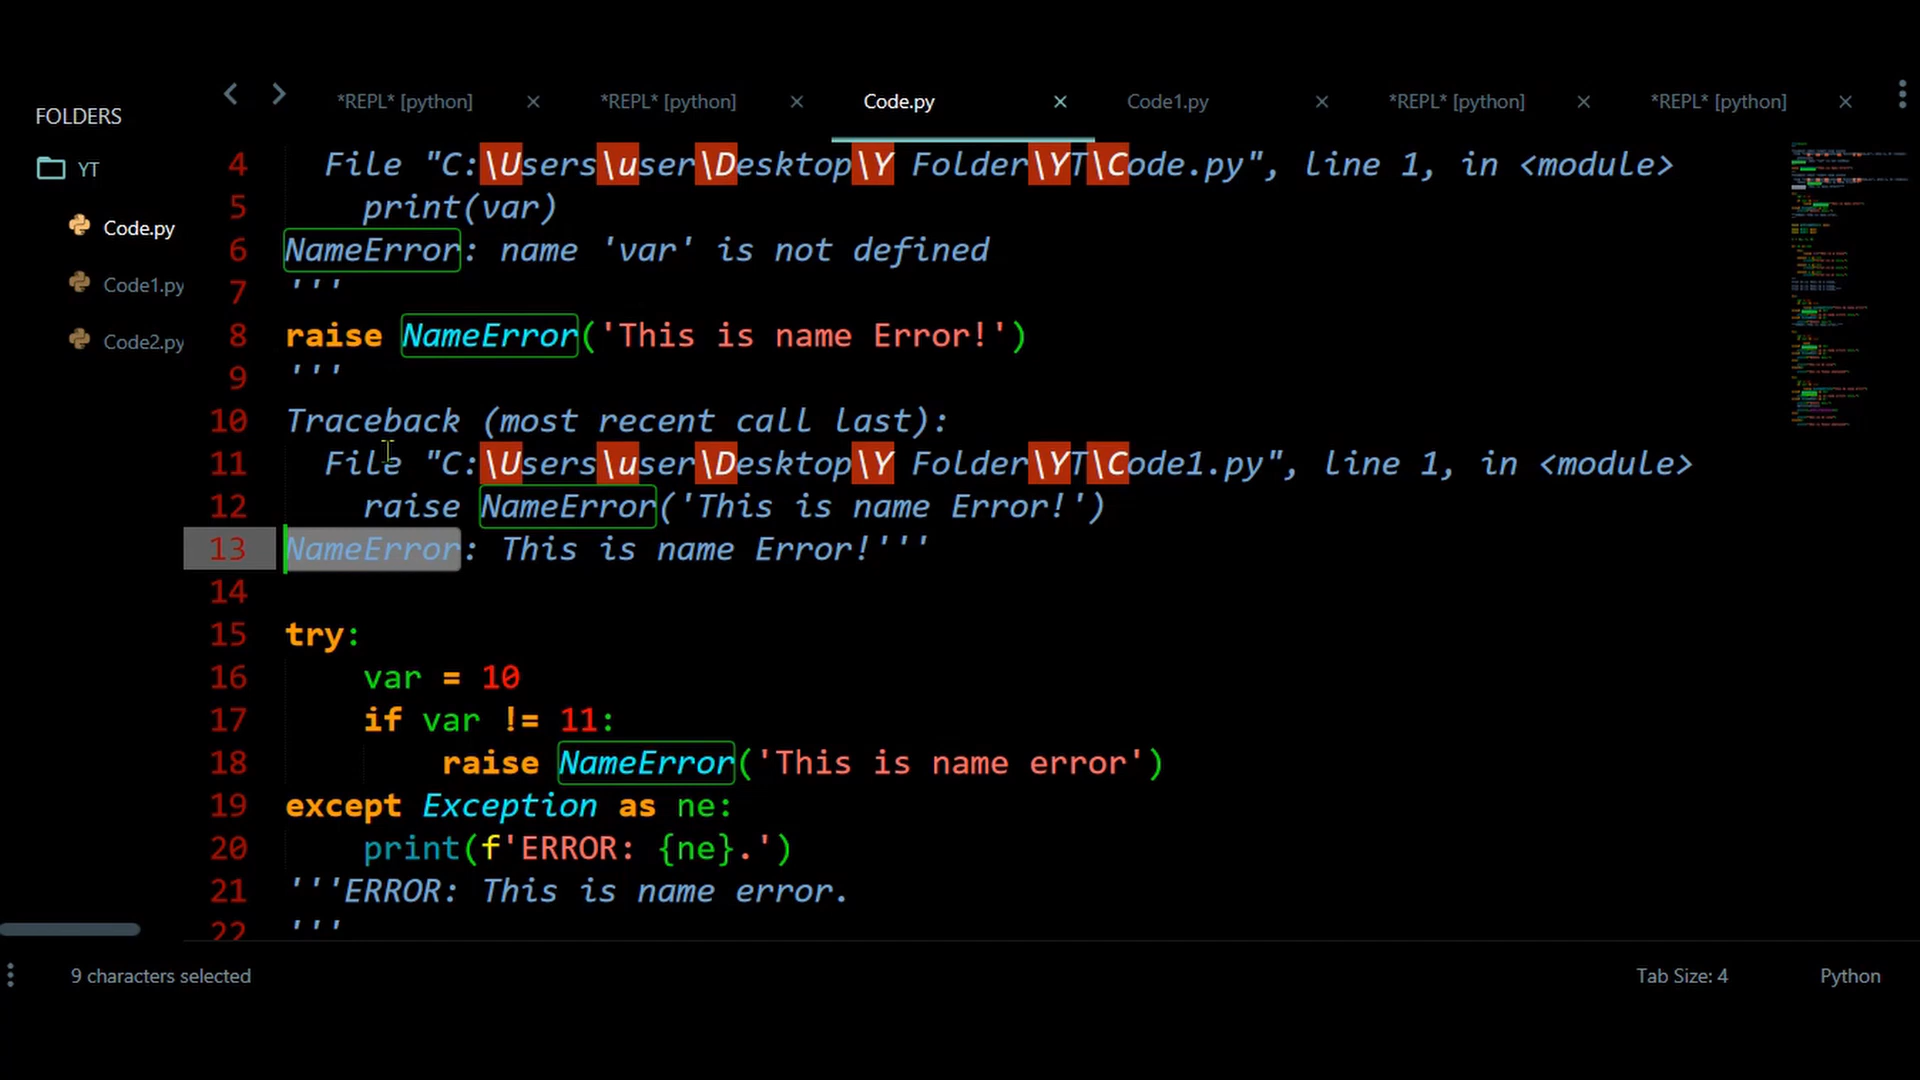 FOLDERS
YT
Code.py
Code1.py
Code2.py
*REPL* [python]
*REPL* [python]
Code.py
Code1.py
*REPL* [python]
*REPL* [python]
4 File "C:\Users\user\Desktop\Y Folder\YT\Code.py", line 1, in <module>
5 print(var)
6 NameError: name 'var' is not defined
7 '''
8 raise NameError('This is name Error!')
9 '''
10 Traceback (most recent call last):
11 File "C:\Users\user\Desktop\Y Folder\YT\Code1.py", line 1, in <module>
12 raise NameError('This is name Error!')
13 NameError: This is name Error!'''
14
15 try:
16 var = 10
17 if var != 11:
18 raise NameError('This is name error')
19 except Exception as ne:
20 print(f'ERROR: {ne}.')
21 '''ERROR: This is name error.
22 '''
9 characters selected
Tab Size: 4
Python